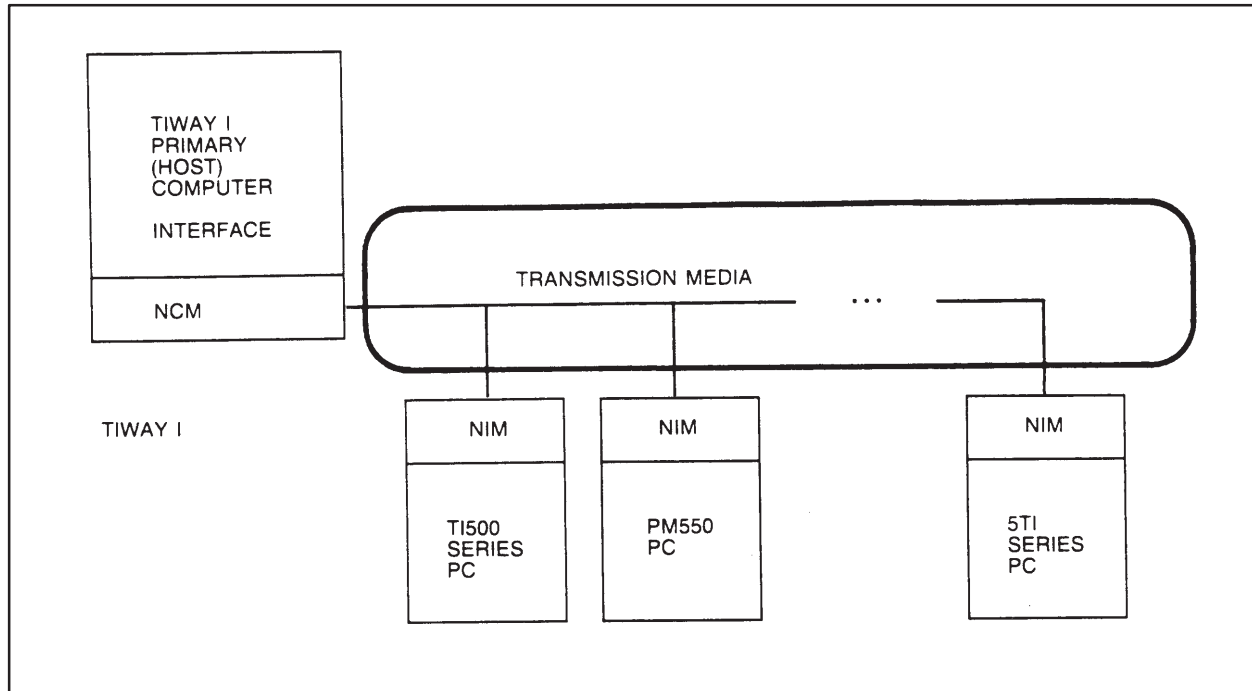 TIWAY I
PRIMARY
(HOST)
COMPUTER
INTERFACE
NCM
TRANSMISSION MEDIA
...
TIWAY I
NIM
TI500
SERIES
PC
NIM
PM550
PC
NIM
5TI
SERIES
PC